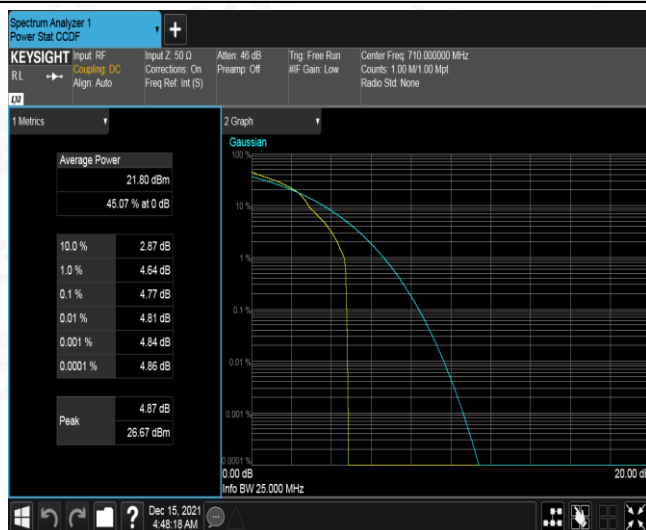 Spectrum Analyzer 1
Power Stat CCDF
+
KEYSIGHT
RL
LXI
Input: RF
Coupling: DC
Align: Auto
Input Z: 50 Ω
Corrections: On
Freq Ref: Int (S)
Atten: 46 dB
Preamp: Off
Trig: Free Run
#IF Gain: Low
Center Freq: 710.000000 MHz
Counts: 1.00 M/1.00 Mpt
Radio Std: None
1 Metrics
Average Power
21.80 dBm
45.07 % at 0 dB
10.0 % 2.87 dB
1.0 % 4.64 dB
0.1 % 4.77 dB
0.01 % 4.81 dB
0.001 % 4.84 dB
0.0001 % 4.86 dB
Peak
4.87 dB
26.67 dBm
2 Graph
Gaussian
100 %
10 %
1 %
0.1 %
0.01 %
0.001 %
0.0001 %
0.00 dB
20.00 dB
Info BW 25.000 MHz
?
Dec 15, 2021
4:48:18 AM